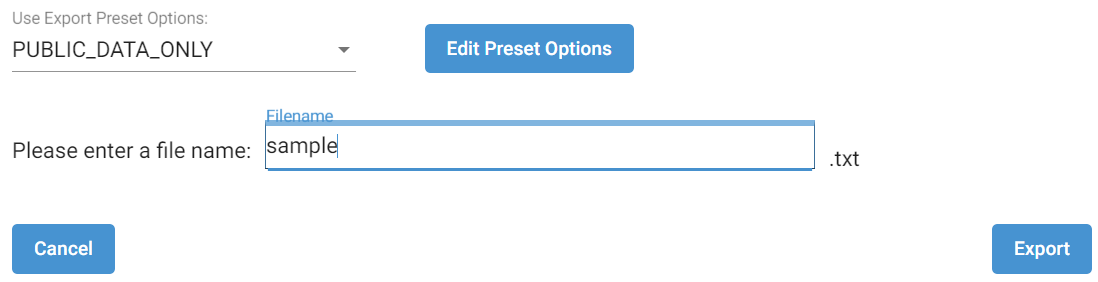 Use Export Preset Options:
PUBLIC_DATA_ONLY
Edit Preset Options
Filename
Please enter a file name: sample .txt
Cancel
Export